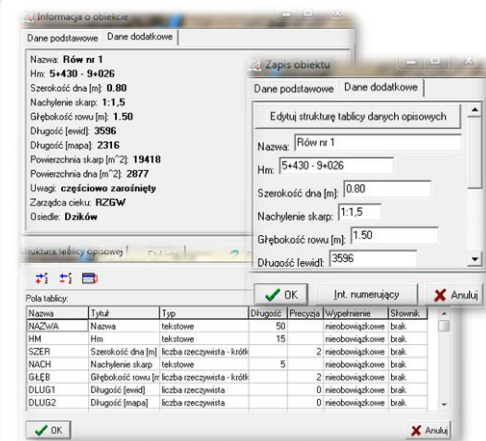 Informacja o obiekcie
Dane podstawowe Dane dodatkowe
Nazwa: Rów nr 1
Hm: 5+430 - 9+026
Szerokość dna [m]: 0.80
Nachylenie skarp: 1:1,5
Głębokość rowu [m]: 1.50
Długość [ewid]: 3596
Długość [mapa]: 2316
Powierzchnia skarp [m^2]: 19418
Powierzchnia dna [m^2]: 2877
Uwagi: częściowo zarośnięty
Zarządca cieku: RZGW
Osiedle: Dzików
Zapis obiektu
Dane podstawowe Dane dodatkowe
Edytuj strukturę tablicy danych opisowych
Nazwa: Rów nr 1
Hm: 5+430 - 9+026
Szerokość dna [m]: 0.80
Nachylenie skarp: 1:1,5
Głębokość rowu [m]: 1.50
Długość [ewid]: 3596
OK Int. numerujący Anuluj
truktura tablicy opisowej
Pola tablicy:
Nazwa Tytuł Typ Długość Precyzja Wypełnienie Słownik
NAZWA Nazwa tekstowe 50 nieobowiązkowe brak
HM Hm tekstowe 15 nieobowiązkowe brak
SZER Szerokość dna [m] liczba rzeczywista - krótk 2 nieobowiązkowe brak
NACH Nachylenie skarp tekstowe 5 nieobowiązkowe brak
GŁĘB Głębokość rowu [m liczba rzeczywista - krótk 2 nieobowiązkowe brak
DLUG1 Długość [ewid] liczba rzeczywista 0 nieobowiązkowe brak
DLUG2 Długość [mapa] liczba rzeczywista 0 nieobowiązkowe brak
OK Anuluj